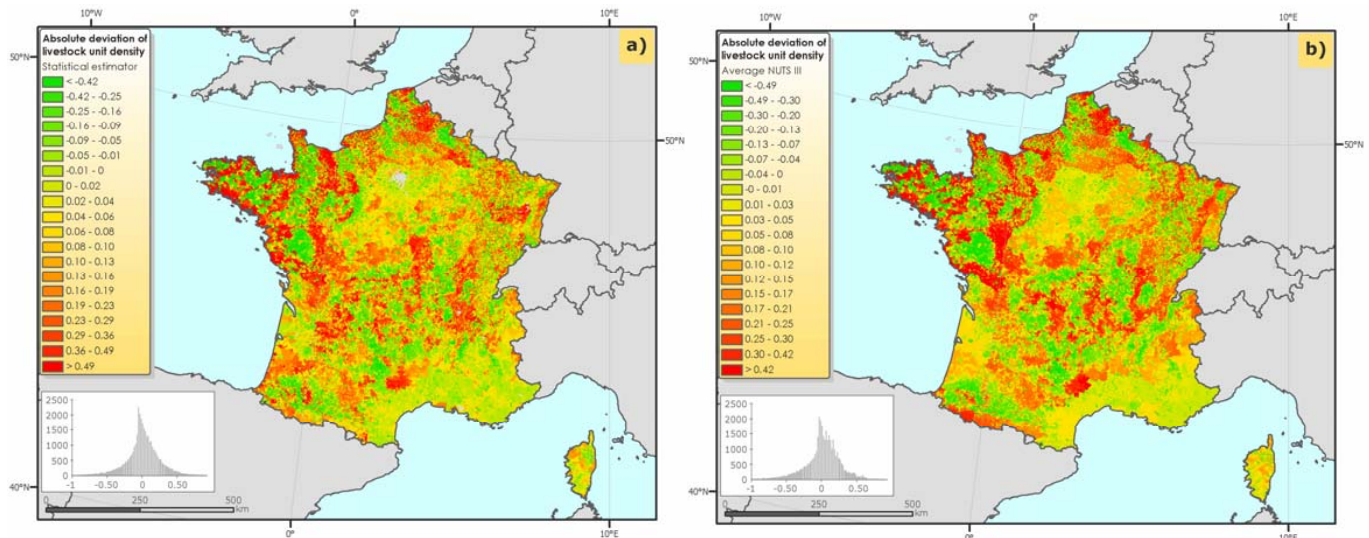 10°W
0°
10°E
50°N
Absolute deviation of
livestock unit density
Statistical estimator
< -0.42
-0.42 - -0.25
-0.25 - -0.16
-0.16 - -0.09
-0.09 - -0.05
-0.05 - -0.01
-0.01 - 0
0 - 0.02
0.02 - 0.04
0.04 - 0.06
0.06 - 0.08
0.08 - 0.10
0.10 - 0.13
0.13 - 0.16
0.16 - 0.19
0.19 - 0.23
0.23 - 0.29
0.29 - 0.36
0.36 - 0.49
> 0.49
a)
50°N
2500
2000
1500
1000
500
0
-1 -0.50 0 0.50
40°N
0 250 500
km
40°N
0°
10°E
10°W
0°
10°E
50°N
Absolute deviation of
livestock unit density
Average NUTS III
< -0.49
-0.49 - -0.30
-0.30 - -0.20
-0.20 - -0.13
-0.13 - -0.07
-0.07 - -0.04
-0.04 - 0
-0 - 0.01
0.01 - 0.03
0.03 - 0.05
0.05 - 0.08
0.08 - 0.10
0.10 - 0.12
0.12 - 0.15
0.15 - 0.17
0.17 - 0.21
0.21 - 0.25
0.25 - 0.30
0.30 - 0.42
> 0.42
b)
50°N
2500
2000
1500
1000
500
0
-1 -0.50 0 0.50
40°N
0 250 500
km
40°N
0°
10°E